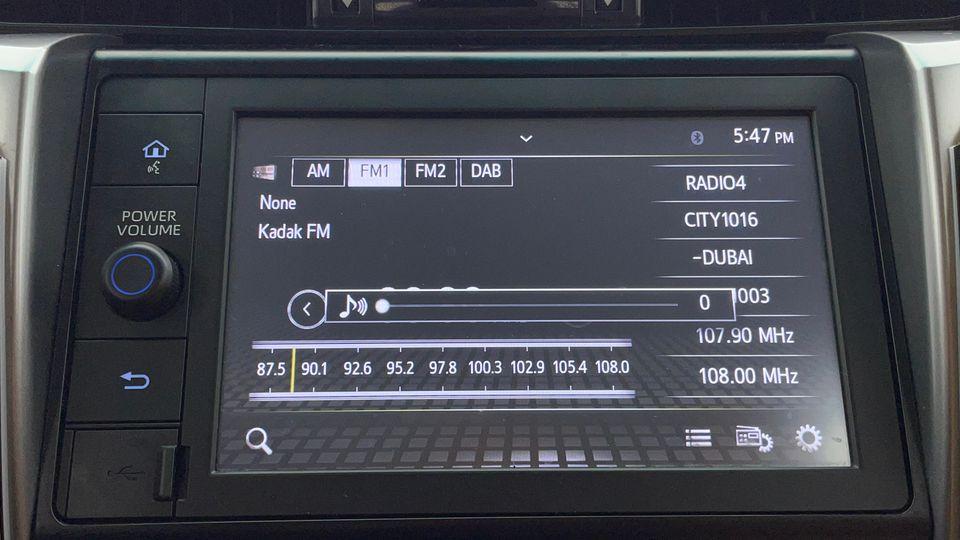 5:47 PM
AM FM1 FM2 DAB
None
Kadak FM
RADIO4
CITY1016
-DUBAI
1003
107.90 MHz
108.00 MHz
0
87.5 90.1 92.6 95.2 97.8 100.3 102.9 105.4 108.0
POWER
VOLUME